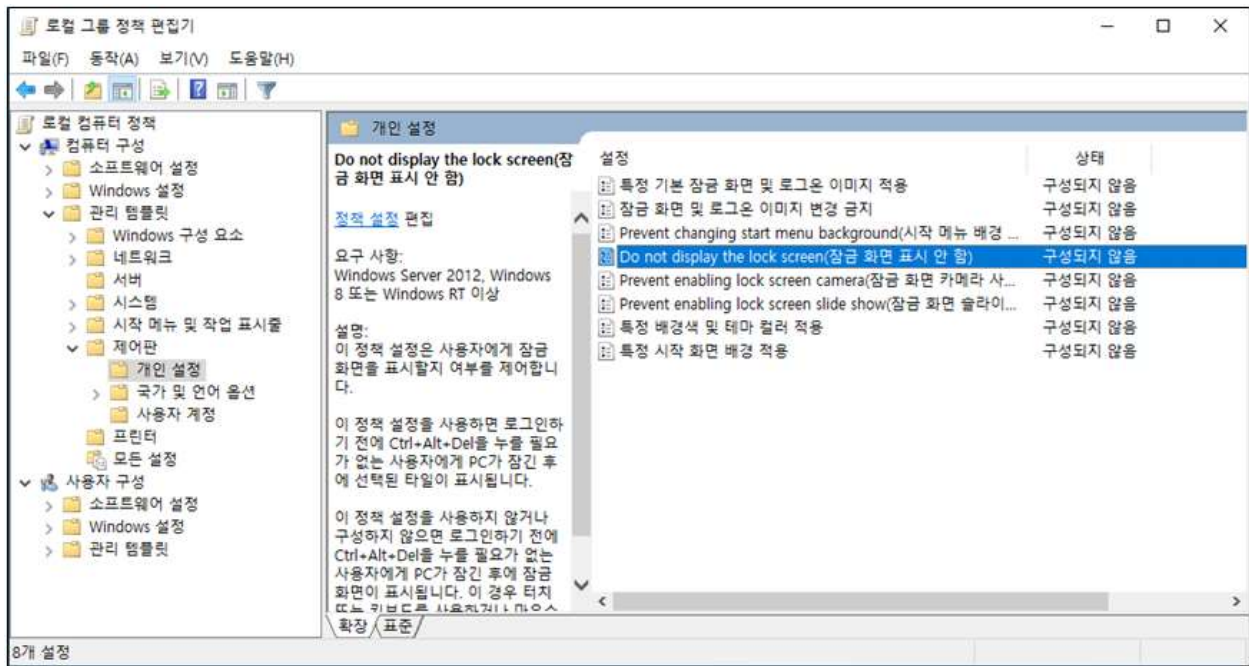 로컬 그룹 정책 편집기
파일(F) 동작(A) 보기(V) 도움말(H)
로컬 컴퓨터 정책
컴퓨터 구성
소프트웨어 설정
Windows 설정
관리 템플릿
Windows 구성 요소
네트워크
서버
시스템
시작 메뉴 및 작업 표시줄
제어판
개인 설정
국가 및 언어 옵션
사용자 계정
프린터
모든 설정
사용자 구성
소프트웨어 설정
Windows 설정
관리 템플릿
개인 설정
Do not display the lock screen(잠
금 화면 표시 안 함)
정책 설정 편집
요구 사항:
Windows Server 2012, Windows
8 또는 Windows RT 이상
설명:
이 정책 설정은 사용자에게 잠금
화면을 표시할지 여부를 제어합니
다.
이 정책 설정을 사용하면 로그인하
기 전에 Ctrl+Alt+Del을 누를 필요
가 없는 사용자에게 PC가 잠긴 후
에 선택된 타일이 표시됩니다.
이 정책 설정을 사용하지 않거나
구성하지 않으면 로그인하기 전에
Ctrl+Alt+Del을 누를 필요가 없는
사용자에게 PC가 잠긴 후에 잠금
화면이 표시됩니다. 이 경우 터치
또는 키보드를 사용하거나 마우스
설정 상태
특정 기본 잠금 화면 및 로그온 이미지 적용 구성되지 않음
잠금 화면 및 로그온 이미지 변경 금지 구성되지 않음
Prevent changing start menu background(시작 메뉴 배경 ... 구성되지 않음
Do not display the lock screen(잠금 화면 표시 안 함) 구성되지 않음
Prevent enabling lock screen camera(잠금 화면 카메라 사... 구성되지 않음
Prevent enabling lock screen slide show(잠금 화면 슬라이... 구성되지 않음
특정 배경색 및 테마 컬러 적용 구성되지 않음
특정 시작 화면 배경 적용 구성되지 않음
확장 표준
8개 설정